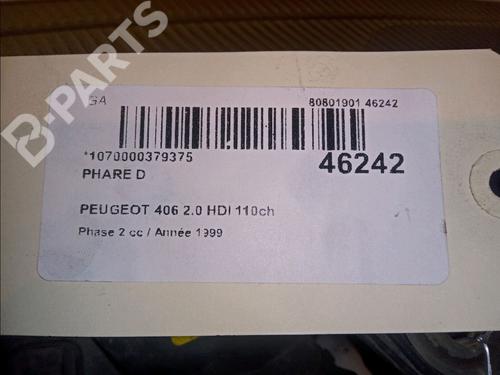 B-PARTS
GA 80801901 46242
*1070000379375 46242
PHARE D
PEUGEOT 406 2.0 HDI 110ch
Phase 2 cc / Année 1999